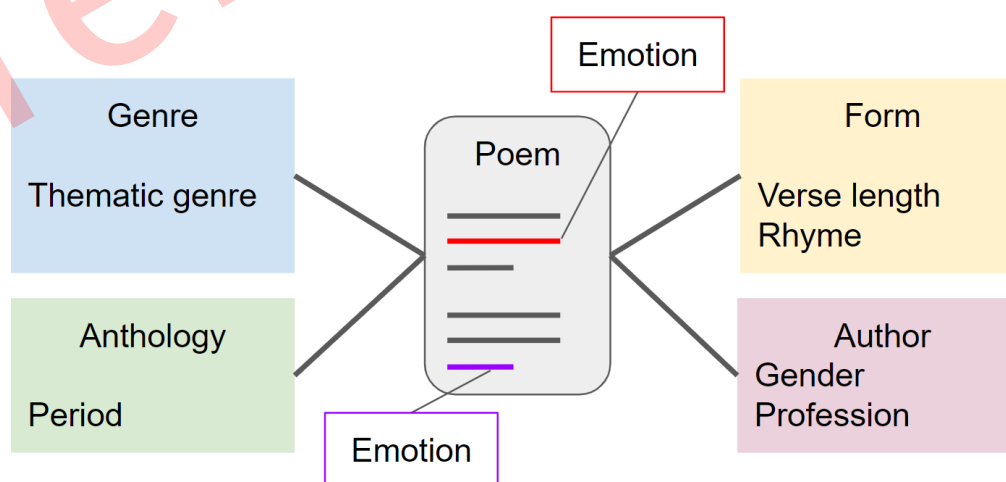 Emotion
Genre
Thematic genre
Poem
Form
Verse length
Rhyme
Anthology
Period
Author
Gender
Profession
Emotion